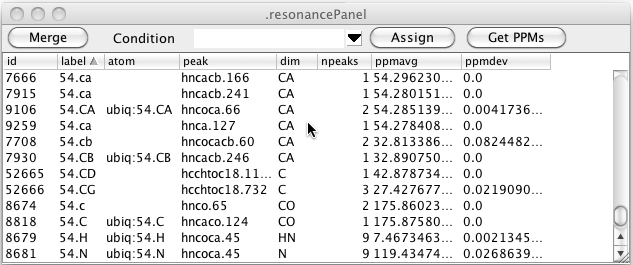 .resonancePanel
Merge Condition Assign Get PPMs
id label atom peak dim npeaks ppmavg ppmdev
7666 54.ca hncacb.166 CA 1 54.296230... 0.0
7915 54.ca hncacb.241 CA 1 54.280151... 0.0
9106 54.CA ubiq:54.CA hncoca.66 CA 2 54.285139... 0.0041736...
9259 54.ca hnca.127 CA 1 54.278408... 0.0
7708 54.cb hncocacb.60 CA 2 32.813386... 0.0824482...
7930 54.CB ubiq:54.CB hncacb.246 CA 1 32.890750... 0.0
52665 54.CD hcchtoc18.11... C 1 42.878734... 0.0
52666 54.CG hcchtoc18.732 C 3 27.427677... 0.0219090...
8674 54.c hnco.65 CO 2 175.86023... 0.0
8818 54.C ubiq:54.C hncaco.124 CO 1 175.87580... 0.0
8679 54.H ubiq:54.H hncoca.45 HN 9 7.4673463... 0.0021345...
8681 54.N ubiq:54.N hncoca.45 N 9 119.43474... 0.0268639...